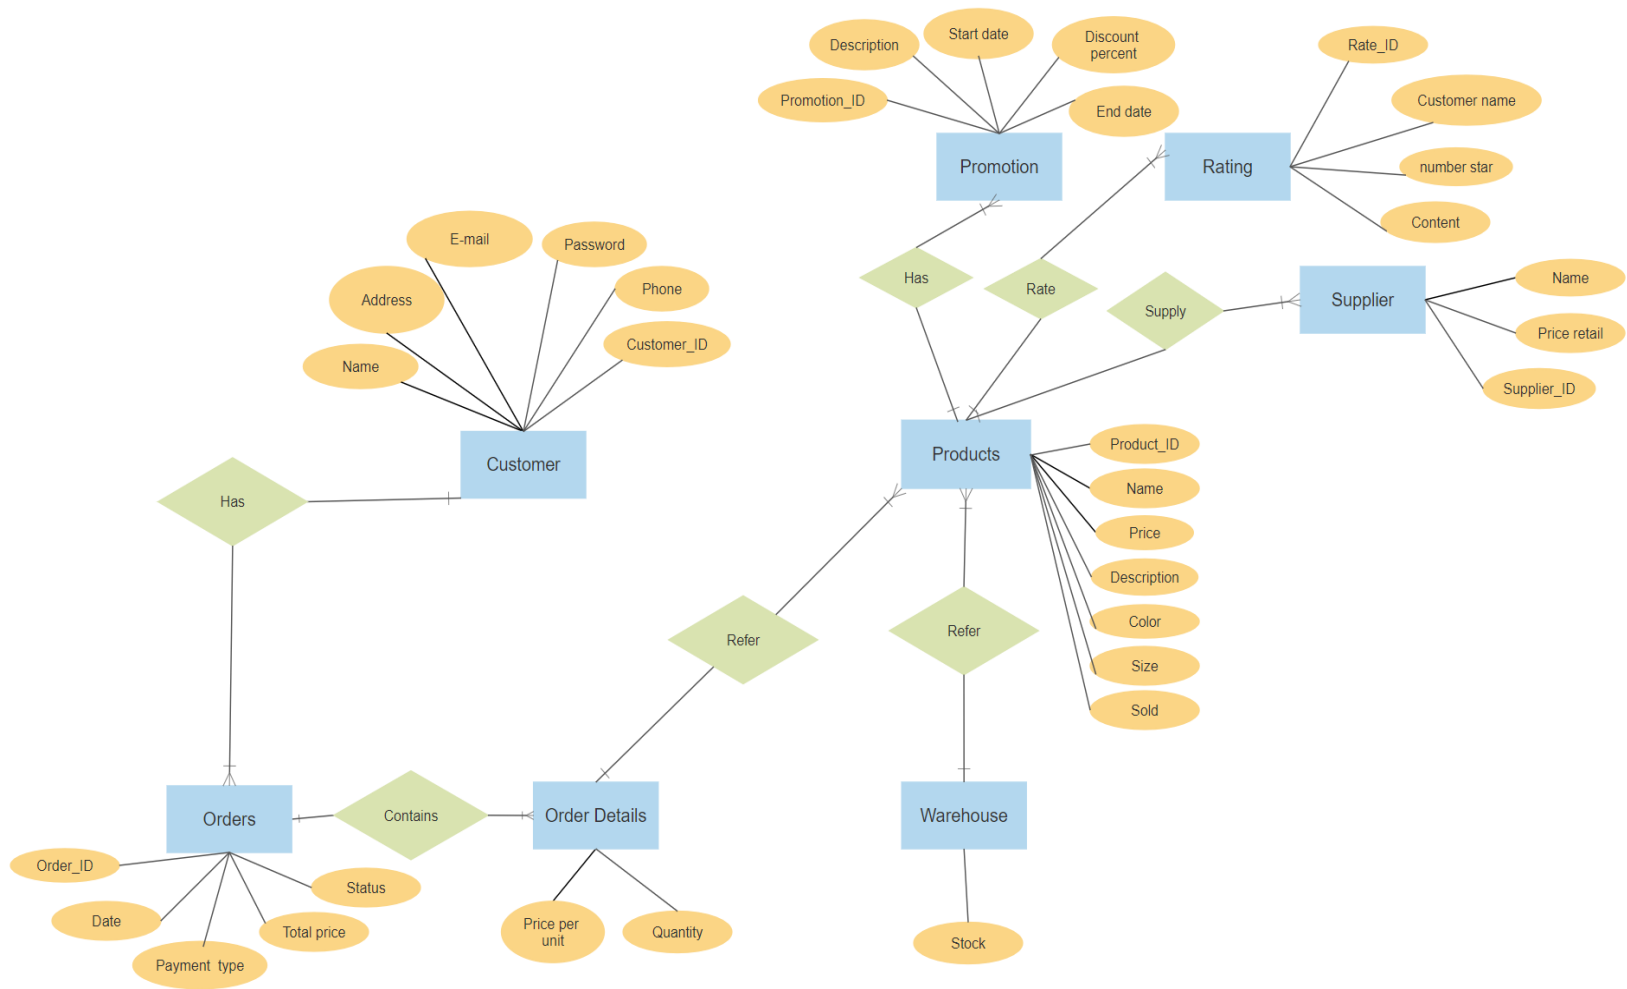 Start date
Discount
percent
Description
Rate_ID
Promotion_ID
Customer name
End date
Promotion
Rating
number star
Content
E-mail
Password
Has
Rate
Supply
Supplier
Name
Address
Phone
Price retail
Customer_ID
Name
Supplier_ID
Customer
Products
Product_ID
Name
Has
Price
Description
Color
Refer
Refer
Size
Sold
Orders
Contains
Order Details
Warehouse
Order_ID
Status
Date
Total price
Price per
unit
Quantity
Stock
Payment type